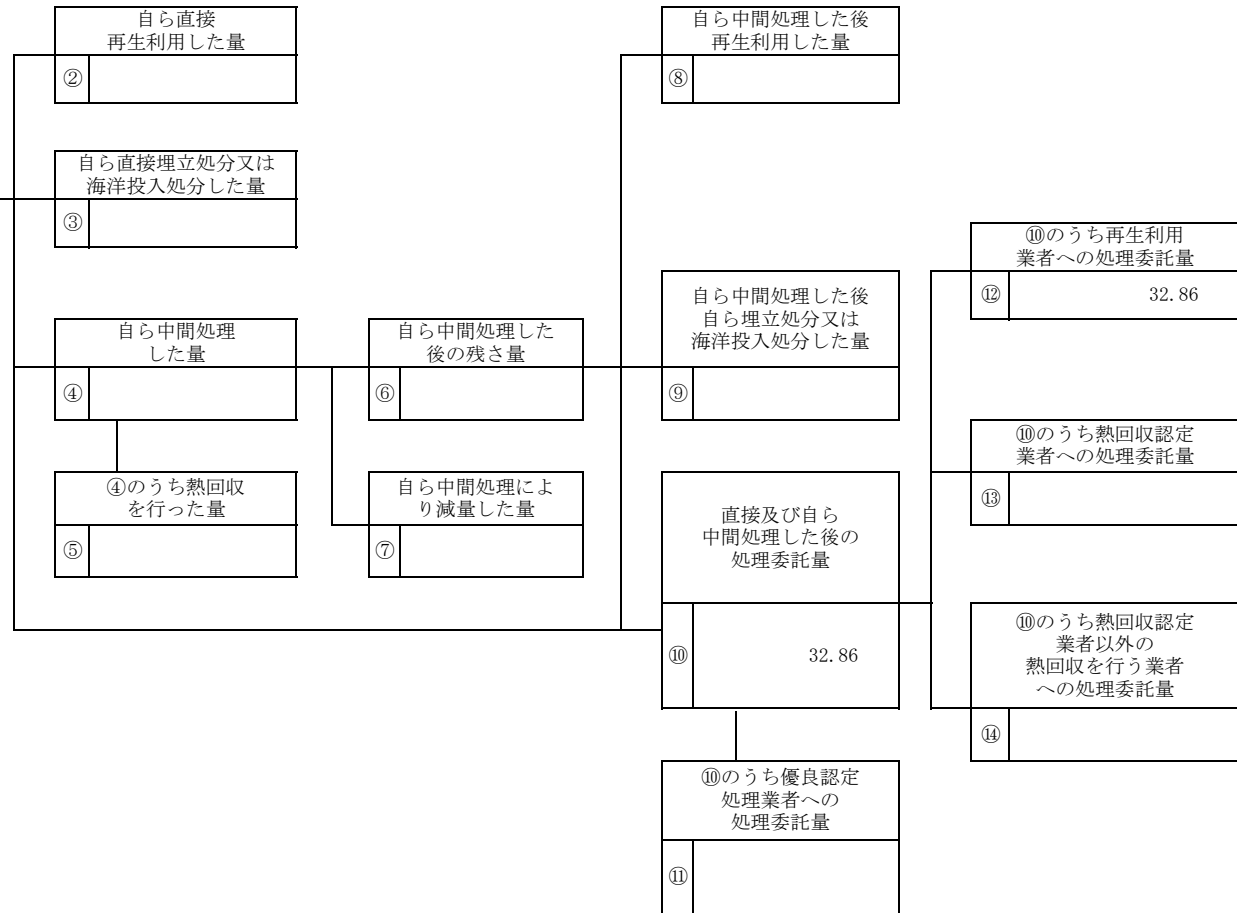 自ら直接
再生利用した量
②
自ら直接埋立処分又は
海洋投入処分した量
③
自ら中間処理
した量
④
④のうち熱回収
を行った量
⑤
自ら中間処理した
後の残さ量
⑥
自ら中間処理によ
り減量した量
⑦
自ら中間処理した後
再生利用した量
⑧
自ら中間処理した後
自ら埋立処分又は
海洋投入処分した量
⑨
直接及び自ら
中間処理した後の
処理委託量
⑩ 32.86
⑩のうち優良認定
処理業者への
処理委託量
⑪
⑩のうち再生利用
業者への処理委託量
⑫ 32.86
⑩のうち熱回収認定
業者への処理委託量
⑬
⑩のうち熱回収認定
業者以外の
熱回収を行う業者
への処理委託量
⑭